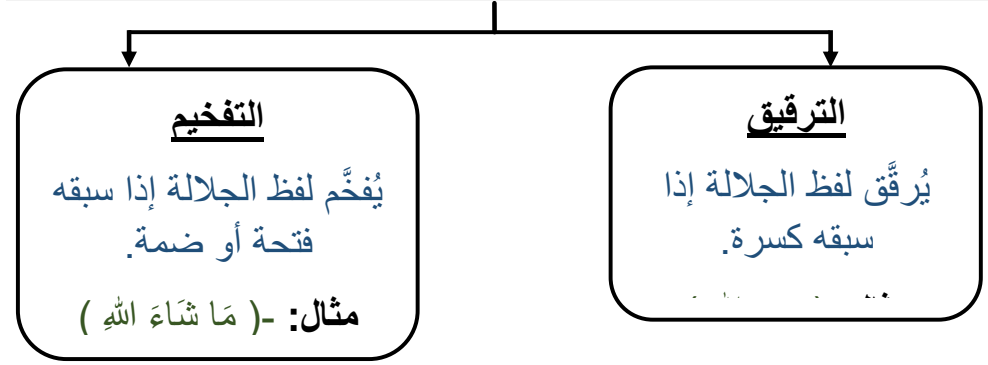 الترقيق
يُرقَّق لفظ الجلالة إذا
سبقه كسرة.
التفخيم
يُفخَّم لفظ الجلالة إذا سبقه
فتحة أو ضمة.
مثال: -( مَا شَاءَ اللهِ )